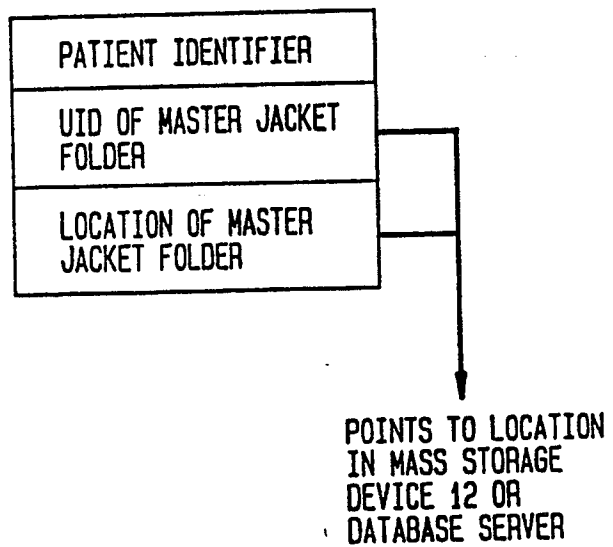 PATIENT IDENTIFIER
UID OF MASTER JACKET
FOLDER
LOCATION OF MASTER
JACKET FOLDER
POINTS TO LOCATION
IN MASS STORAGE
DEVICE 12 OR
DATABASE SERVER